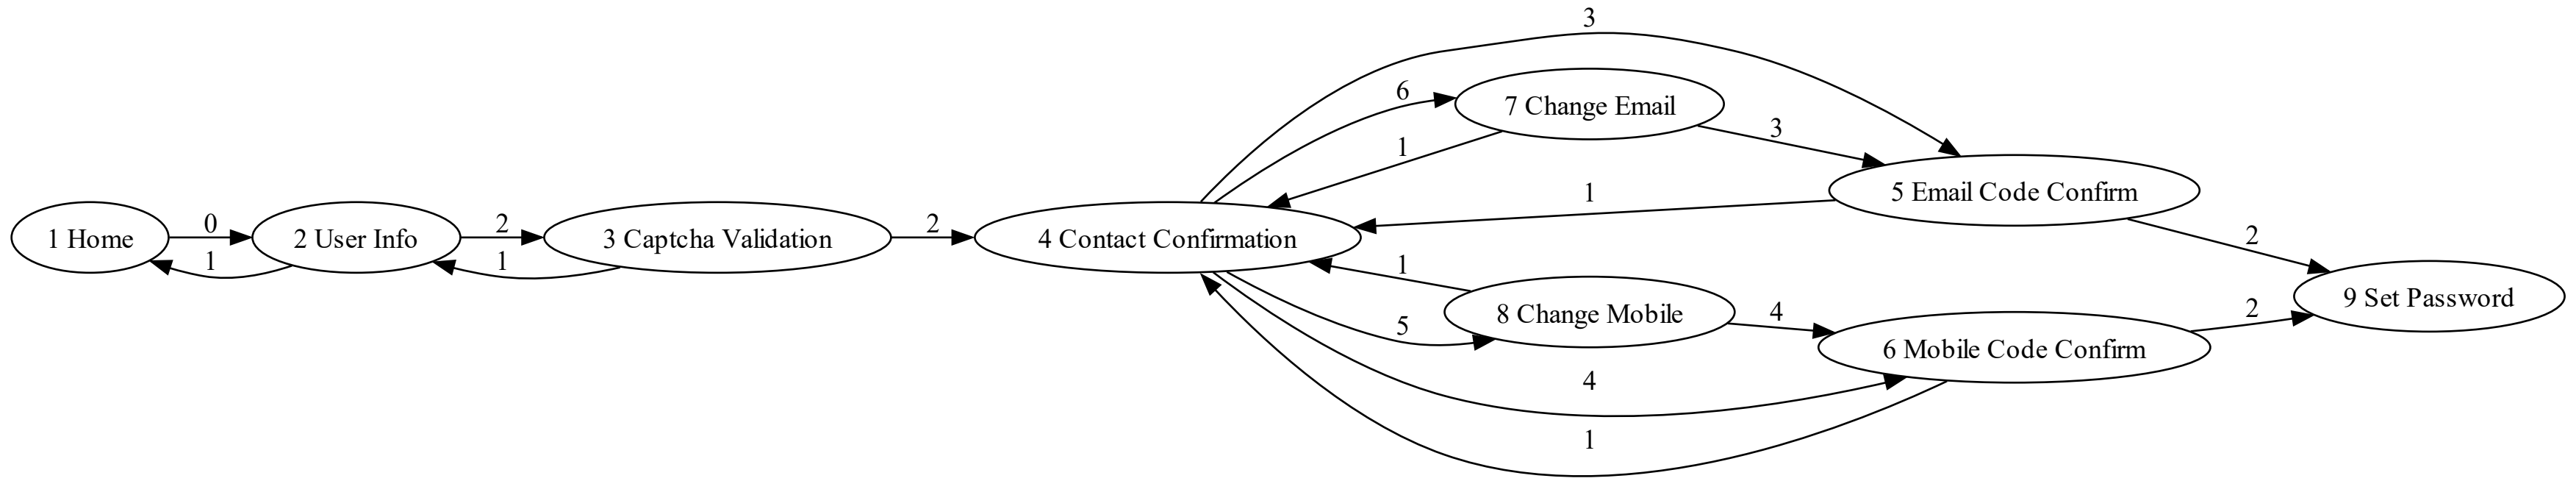 3
6
7 Change Email
1
3
1
5 Email Code Confirm
1 Home
0
1
2 User Info
2
1
3 Captcha Validation
2
4 Contact Confirmation
1
5
8 Change Mobile
4
4
1
6 Mobile Code Confirm
2
2
9 Set Password